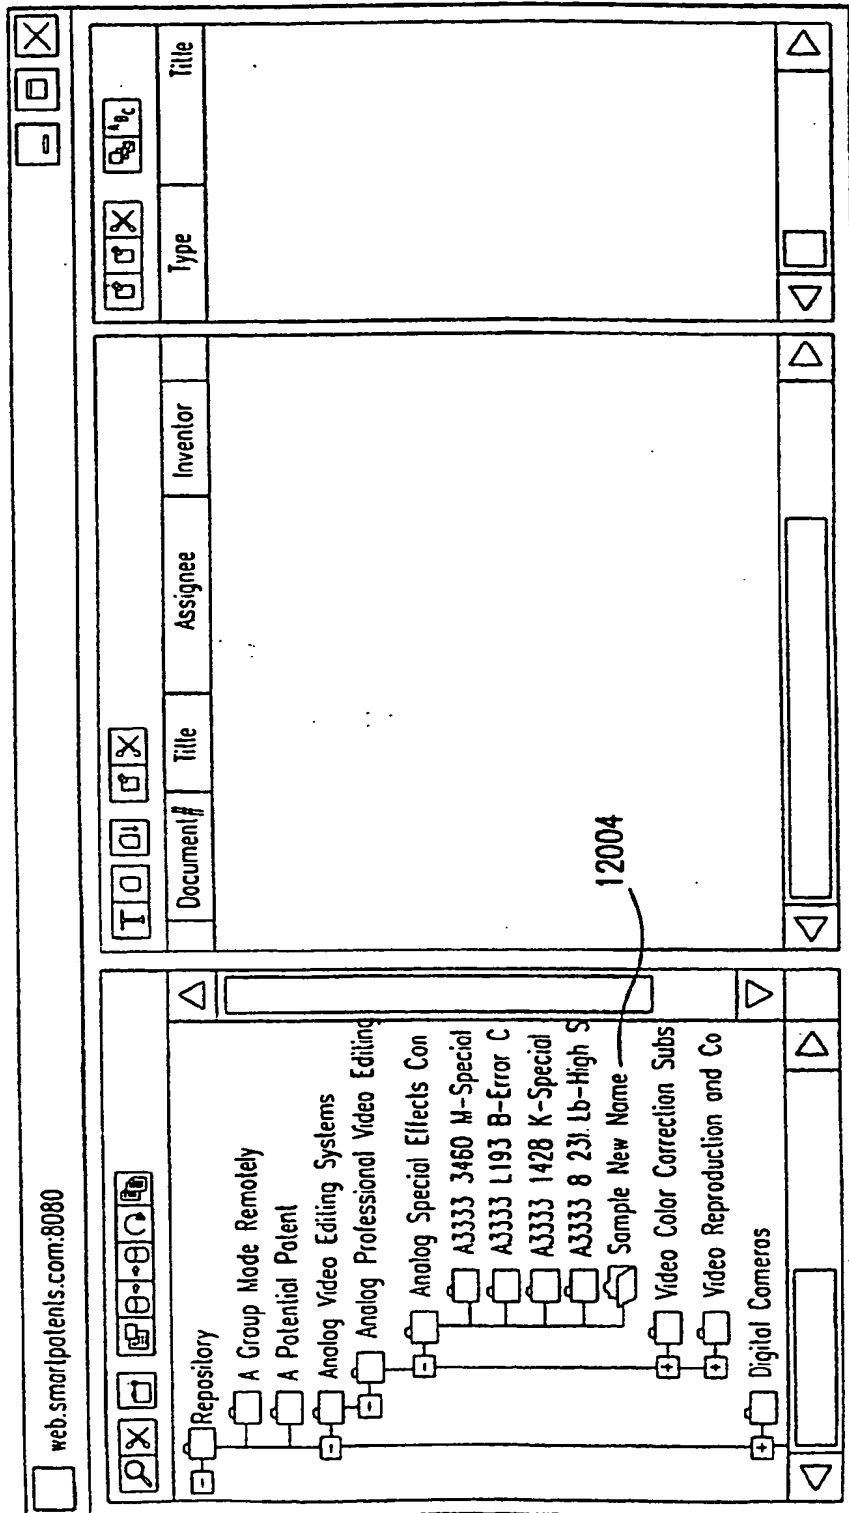 web.smartpatents.com:8080
Repository
A Group Mode Remotely
A Potential Patent
Analog Video Editing Systems
Analog Professional Video Editing
Analog Special Effects Con
A3333 3460 M-Special
A3333 L193 B-Error C
A3333 1428 K-Special
A3333 8 231. Lb-High S
Sample New Name
12004
Video Color Correction Subs
Video Reproduction and Co
Digital Cameras
T
Document# Title Assignee Inventor
ABC
Type Title